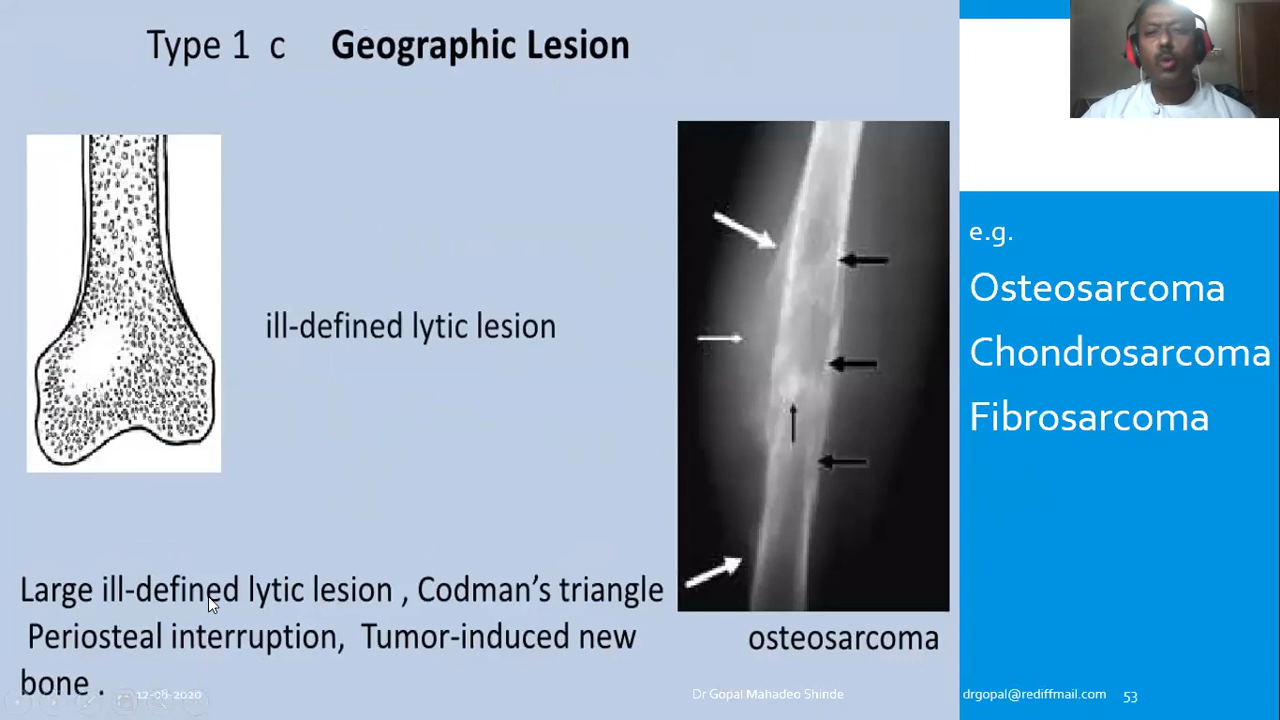 Type 1 c Geographic Lesion
ill-defined lytic lesion
Large ill-defined lytic lesion , Codman’s triangle
Periosteal interruption, Tumor-induced new
bone .
osteosarcoma
e.g.
Osteosarcoma
Chondrosarcoma
Fibrosarcoma
12-08-2020
Dr Gopal Mahadeo Shinde
drgopal@rediffmail.com
53